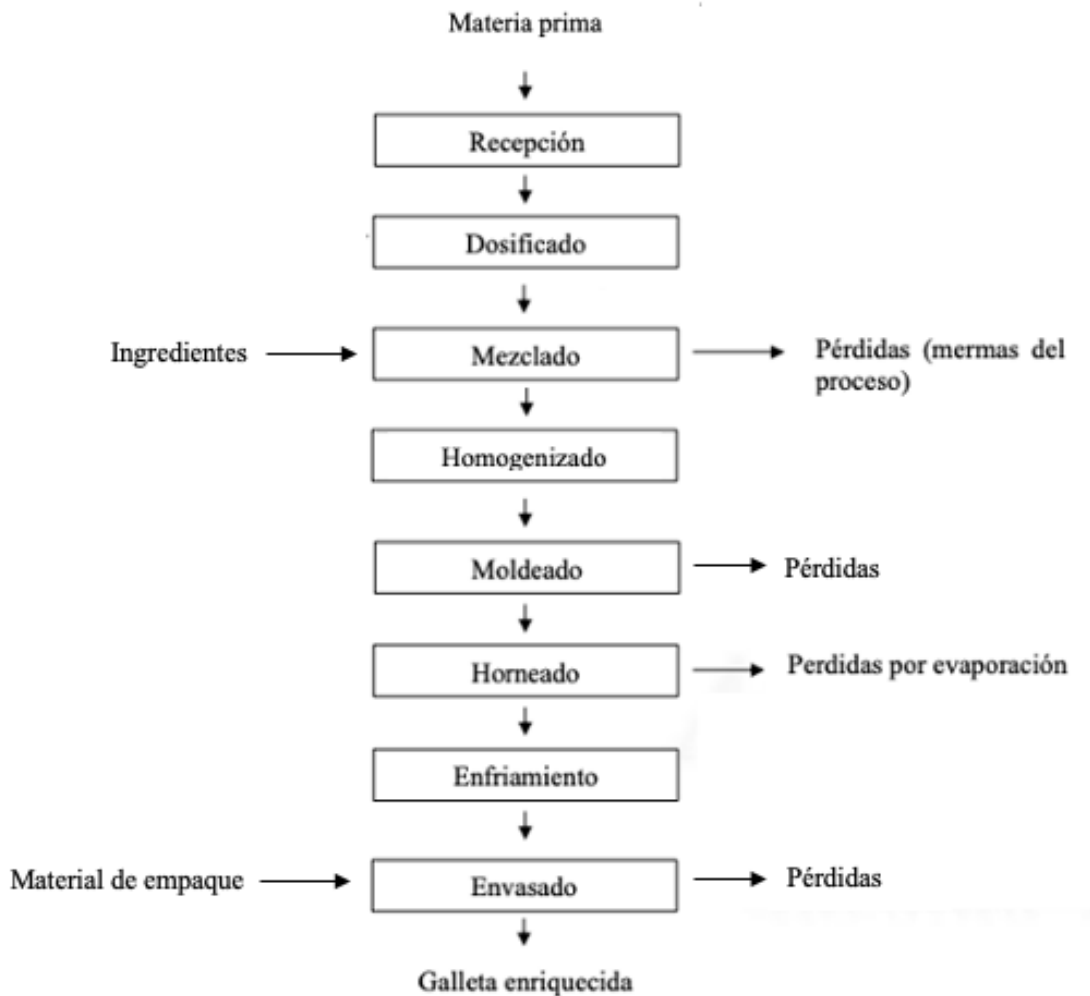 Materia prima
Recepción
Dosificado
Ingredientes
Mezclado
Pérdidas (mermas del
proceso)
Homogenizado
Moldeado
Pérdidas
Horneado
Perdidas por evaporación
Enfriamiento
Material de empaque
Envasado
Pérdidas
Galleta enriquecida